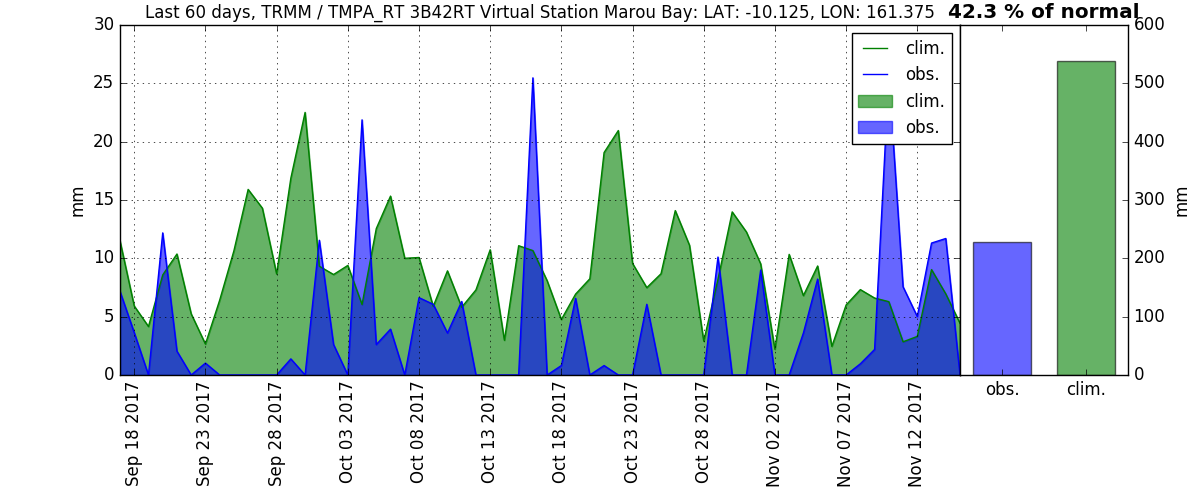 Last 60 days, TRMM / TMPA_RT 3B42RT Virtual Station Marou Bay: LAT: -10.125, LON: 161.375
42.3 % of normal
30
25
20
15
10
5
0
mm
clim.
obs.
clim.
obs.
600
500
400
300
200
100
0
mm
Sep 18 2017
Sep 23 2017
Sep 28 2017
Oct 03 2017
Oct 08 2017
Oct 13 2017
Oct 18 2017
Oct 23 2017
Oct 28 2017
Nov 02 2017
Nov 07 2017
Nov 12 2017
obs.
clim.